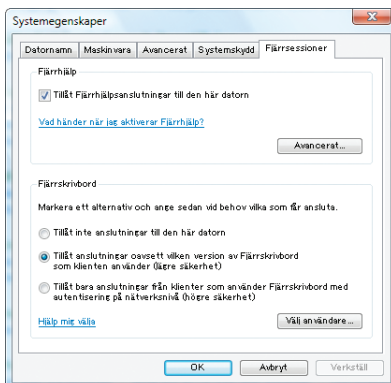 Systemegenskaper
Datornamn Maskinvara Avancerat Systemskydd Fjärrsessioner
Fjärrhjälp
Tillåt Fjärrhjälpsanslutningar till den här datorn
Vad händer när jag aktiverar Fjärrhjälp?
Avancerat...
Fjärrskrivbord
Markera ett alternativ och ange sedan vid behov vilka som får ansluta.
Tillåt inte anslutningar till den här datorn
Tillåt anslutningar oavsett vilken version av Fjärrskrivbord
som klienten använder (lägre säkerhet)
Tillåt bara anslutningar från klienter som använder Fjärrskrivbord med
autentisering på nätverksnivå (högre säkerhet)
Hjälp mig välja
Välj användare...
OK Avbryt Verkställ